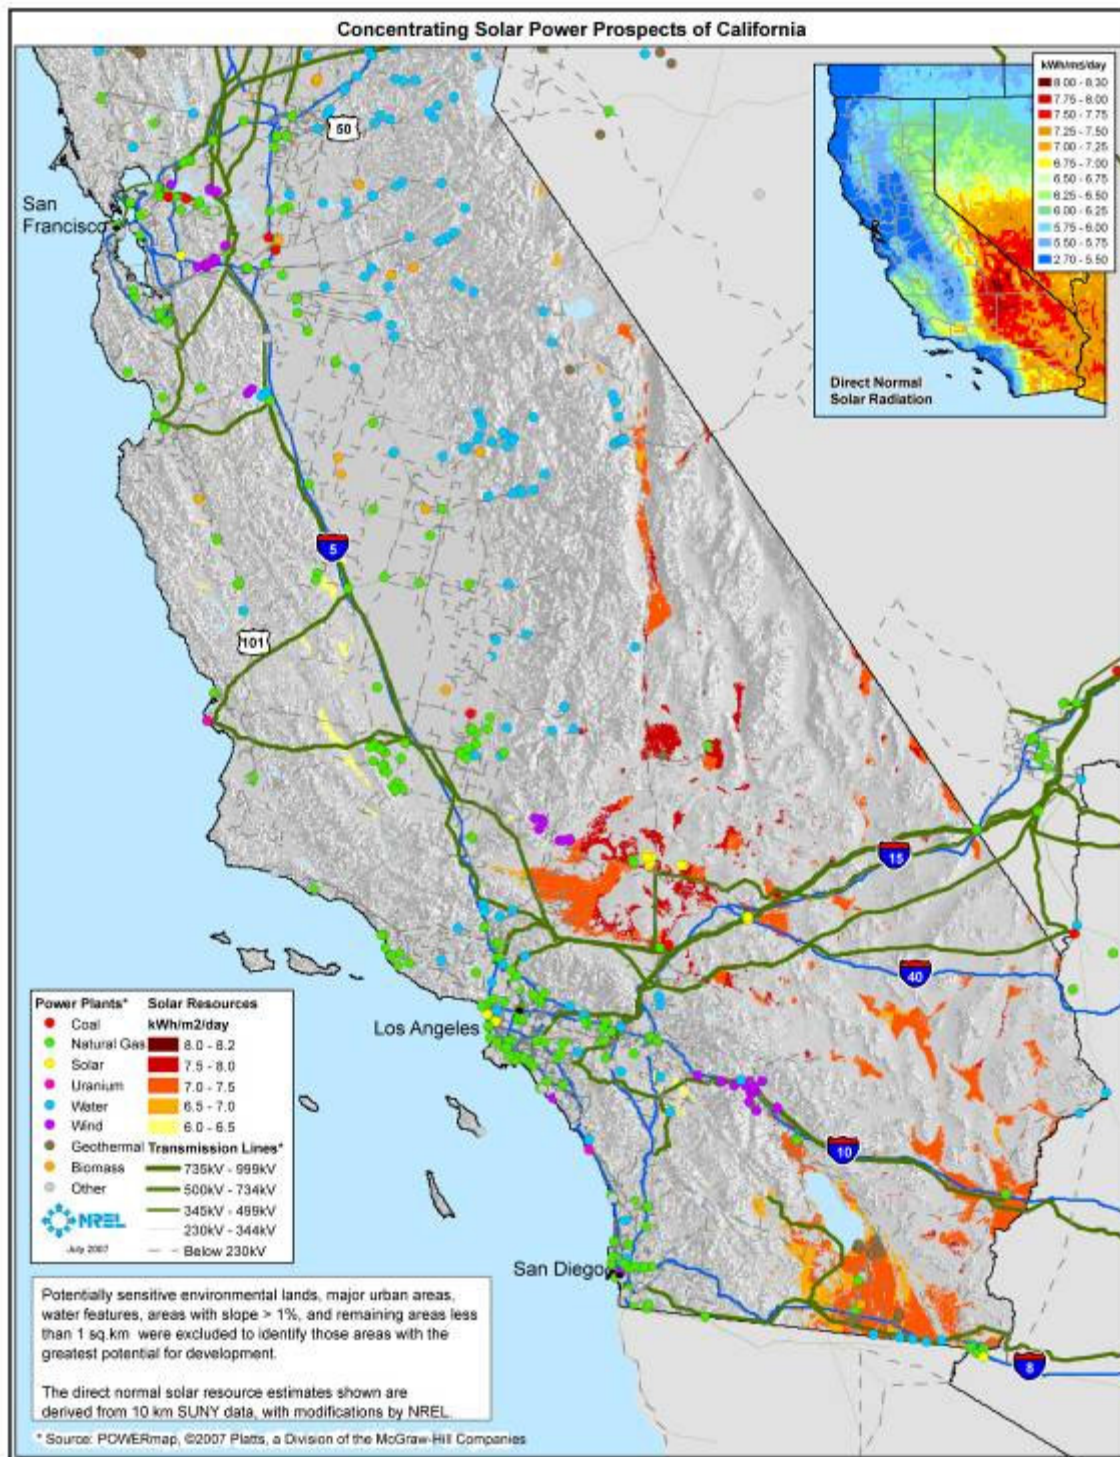 Concentrating Solar Power Prospects of California
kWh/m≤/day
8.00 - 8.30
7.75 - 8.00
7.50 - 7.75
7.25 - 7.50
7.00 - 7.25
6.75 - 7.00
6.50 - 6.75
6.25 - 6.50
6.00 - 6.25
5.75 - 6.00
5.50 - 5.75
2.70 - 5.50
Direct Normal
Solar Radiation
50
San
Francisco
5
101
15
40
Los Angeles
10
San Diego
8
Power Plants*
Coal
Natural Gas
Solar
Uranium
Water
Wind
Geothermal
Biomass
Other
Solar Resources
kWh/m2/day
8.0 - 8.2
7.5 - 8.0
7.0 - 7.5
6.5 - 7.0
6.0 - 6.5
Transmission Lines*
735kV - 999kV
500kV - 734kV
345kV - 499kV
230kV - 344kV
Below 230kV
NREL
July 2007
Potentially sensitive environmental lands, major urban areas,
water features, areas with slope > 1%, and remaining areas less
than 1 sq.km were excluded to identify those areas with the
greatest potential for development.
The direct normal solar resource estimates shown are
derived from 10 km SUNY data, with modifications by NREL.
* Source: POWERmap, ©2007 Platts, a Division of the McGraw-Hill Companies